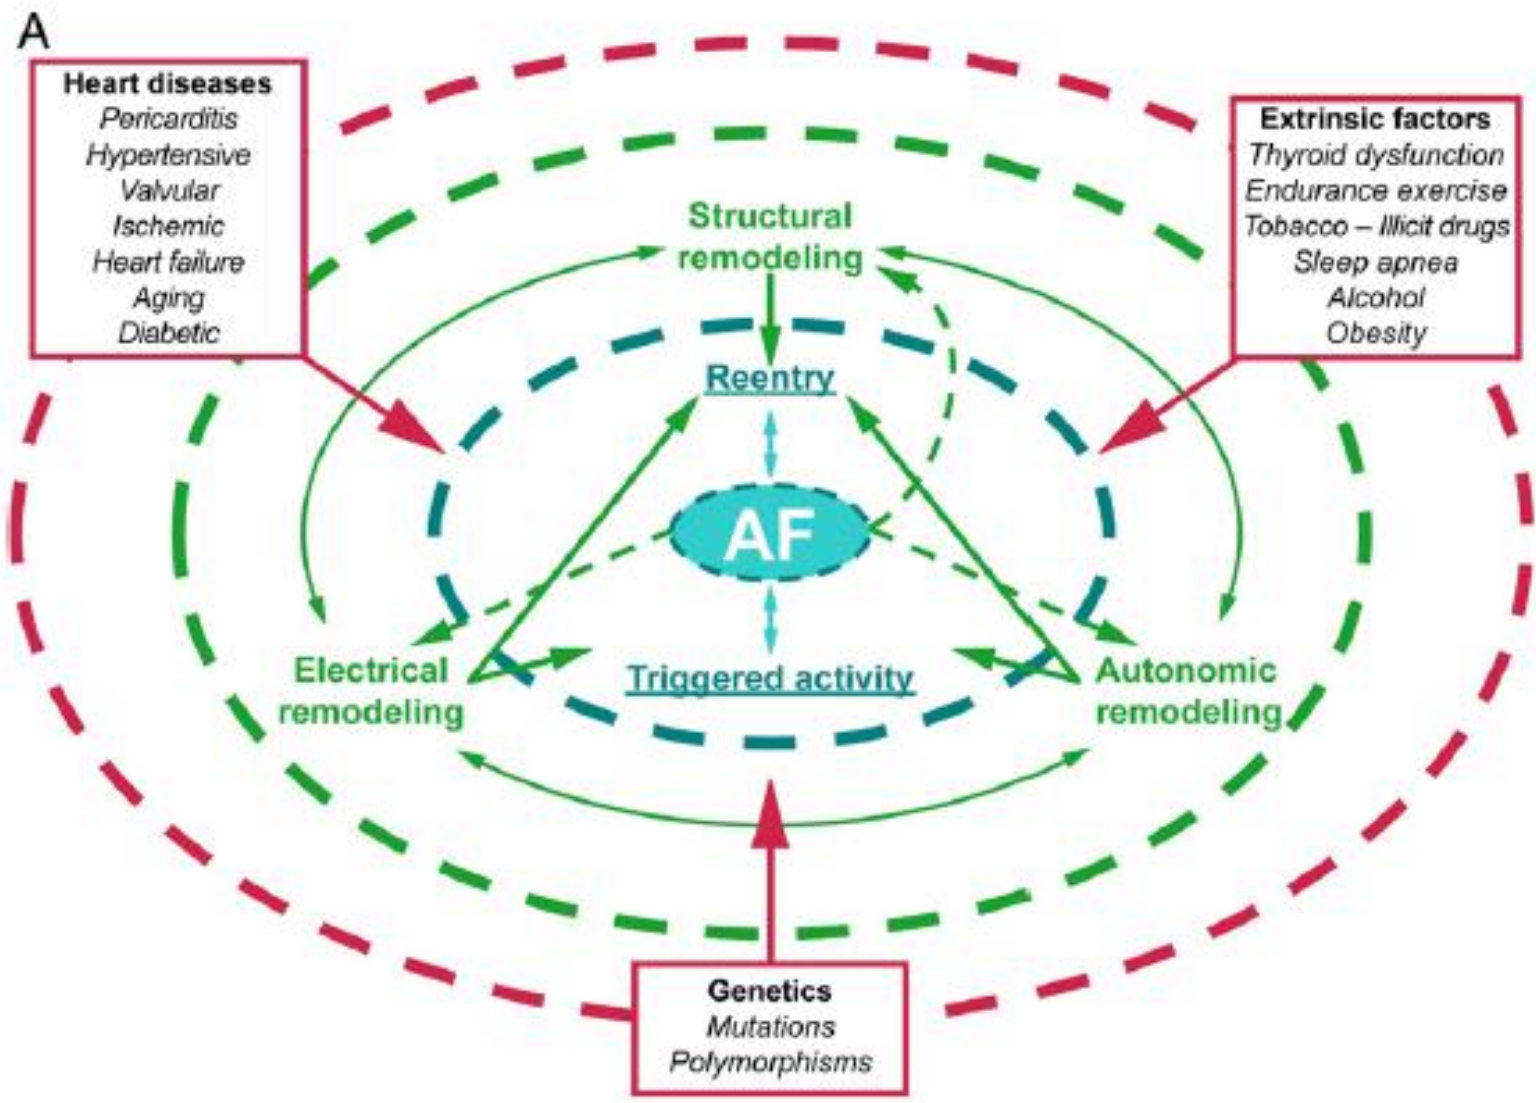 A
Heart diseases
Pericarditis
Hypertensive
Valvular
Ischemic
Heart failure
Aging
Diabetic
Extrinsic factors
Thyroid dysfunction
Endurance exercise
Tobacco – Illicit drugs
Sleep apnea
Alcohol
Obesity
Structural
remodeling
Reentry
AF
Triggered activity
Electrical
remodeling
Autonomic
remodeling
Genetics
Mutations
Polymorphisms